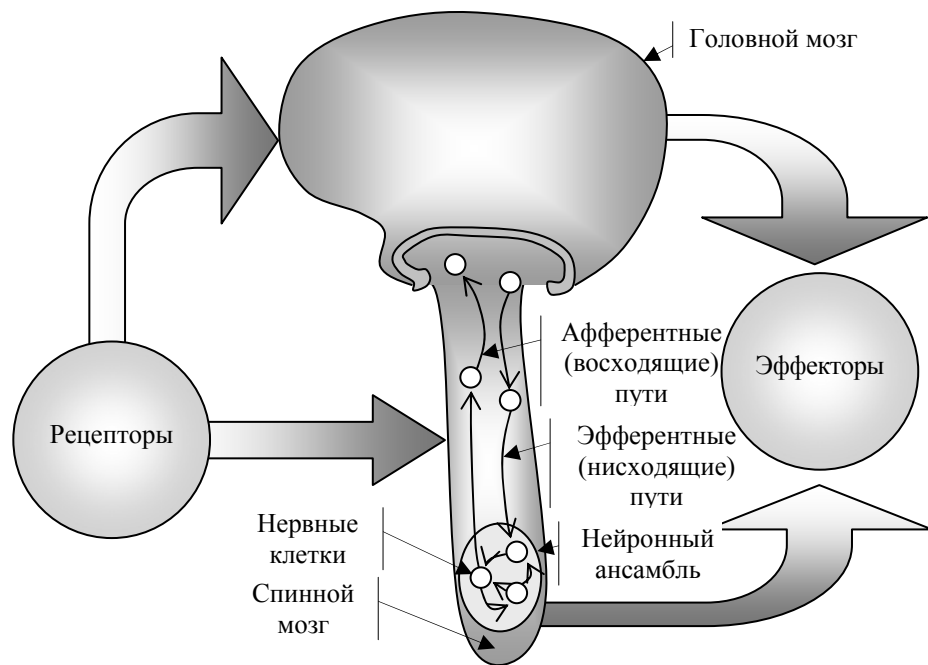 Головной мозг
Афферентные
(восходящие)
пути
Эффекторы
Рецепторы
Эфферентные
(нисходящие)
пути
Нервные
клетки
Нейронный
ансамбль
Спинной
мозг